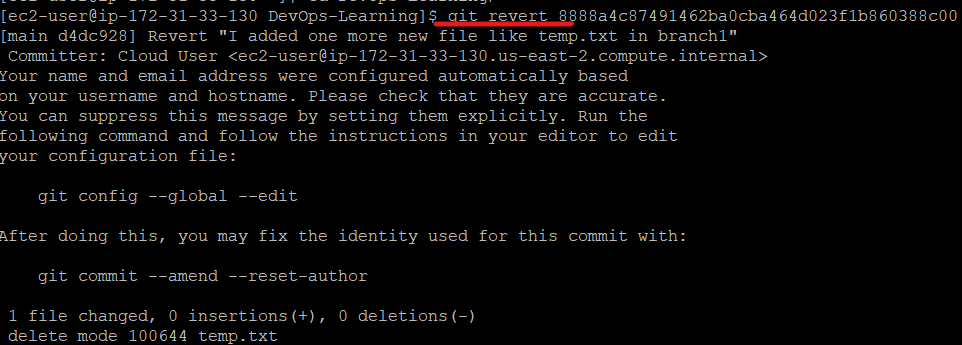 [ec2-user@ip-172-31-33-130 DevOps-Learning]$ git revert 8888a4c87491462ba0cba464d023f1b860388c00
[main d4dc928] Revert "I added one more new file like temp.txt in branch1"
 Committer: Cloud User <ec2-user@ip-172-31-33-130.us-east-2.compute.internal>
Your name and email address were configured automatically based
on your username and hostname. Please check that they are accurate.
You can suppress this message by setting them explicitly. Run the
following command and follow the instructions in your editor to edit
your configuration file:

    git config --global --edit

After doing this, you may fix the identity used for this commit with:

    git commit --amend --reset-author

 1 file changed, 0 insertions(+), 0 deletions(-)
 delete mode 100644 temp.txt